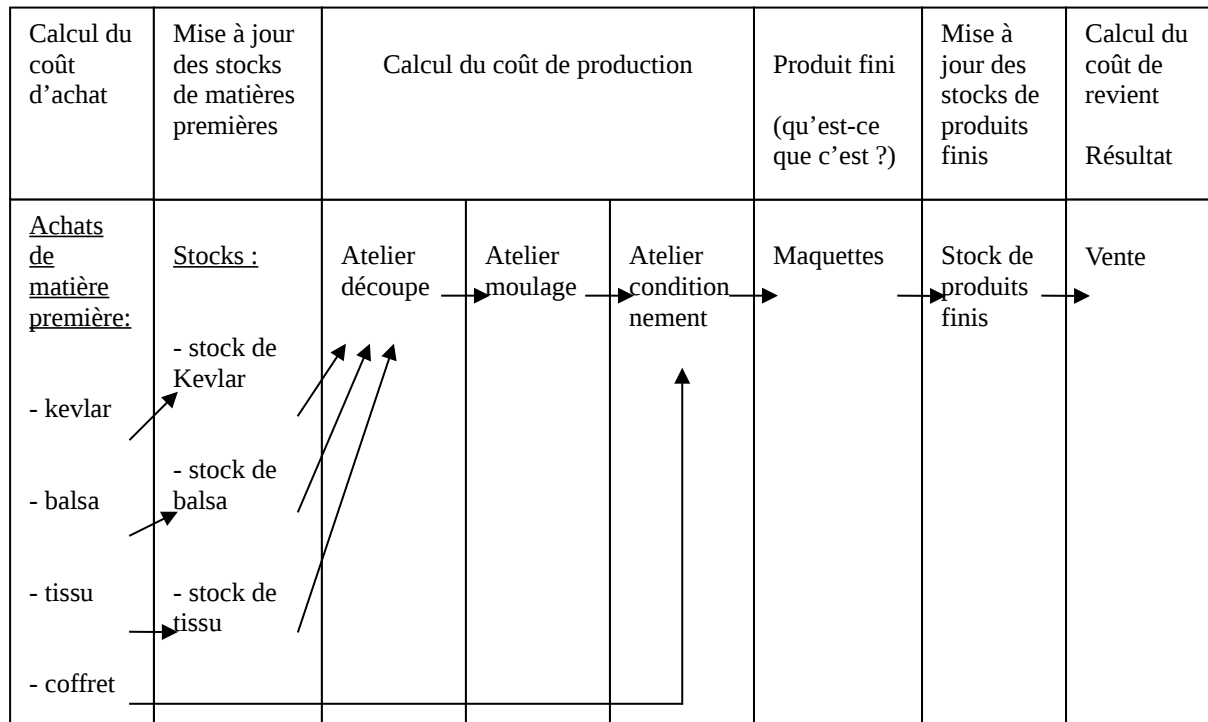 Calcul du
coût
d’achat
Mise à jour
des stocks
de matières
premières
Calcul du coût de production
Produit fini
(qu’est-ce
que c’est ?)
Mise à
jour des
stocks de
produits
finis
Calcul du
coût de
revient
Résultat
Achats
de
matière
première:
- kevlar
- balsa
- tissu
- coffret
Stocks :
- stock de
Kevlar
- stock de
balsa
- stock de
tissu
Atelier
découpe
Atelier
moulage
Atelier
condition
nement
Maquettes
Stock de
produits
finis
Vente